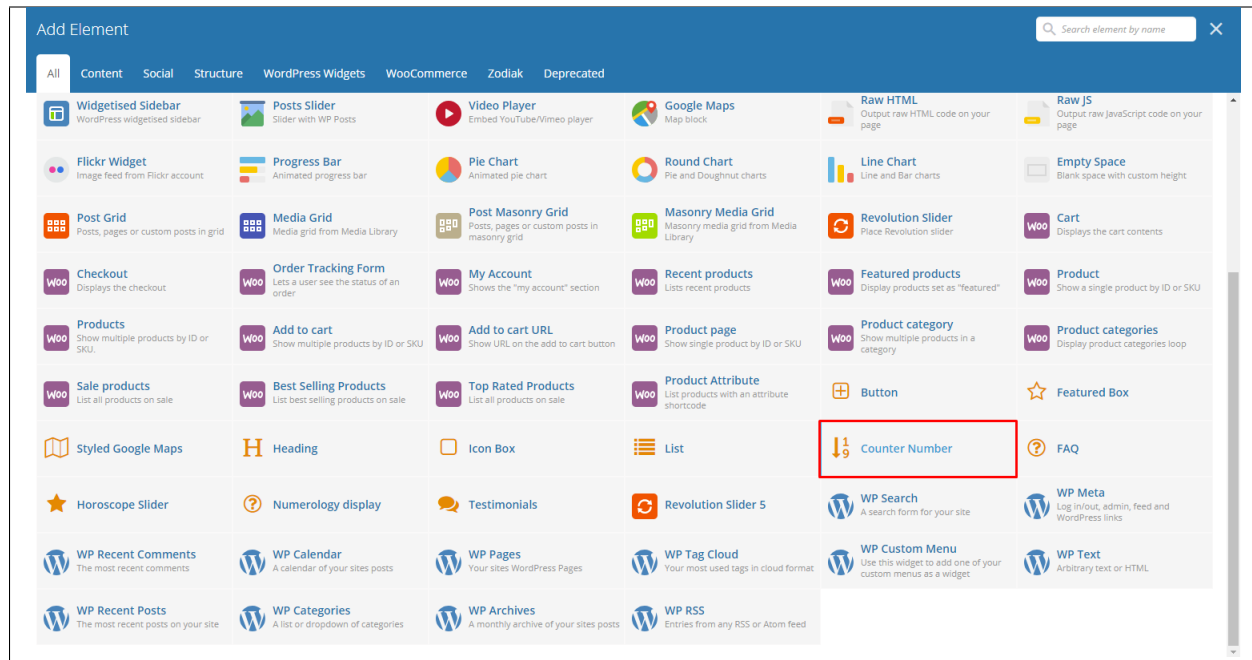 Add Element
Search element by name
All Content Social Structure WordPress Widgets WooCommerce Zodiak Deprecated
Widgetised Sidebar
WordPress widgetised sidebar
Posts Slider
Slider with WP Posts
Video Player
Embed YouTube/Vimeo player
Google Maps
Map block
Raw HTML
Output raw HTML code on your
page
Raw JS
Output raw JavaScript code on your
page
Flickr Widget
Image feed from Flickr account
Progress Bar
Animated progress bar
Pie Chart
Animated pie chart
Round Chart
Pie and Doughnut charts
Line Chart
Line and Bar charts
Empty Space
Blank space with custom height
Post Grid
Posts, pages or custom posts in grid
Media Grid
Media grid from Media Library
Post Masonry Grid
Posts, pages or custom posts in
masonry grid
Masonry Media Grid
Masonry media grid from Media
Library
Revolution Slider
Place Revolution slider
Woo
Cart
Displays the cart contents
Woo
Checkout
Displays the checkout
Woo
Order Tracking Form
Lets a user see the status of an
order
Woo
My Account
Shows the "my account" section
Woo
Recent products
Lists recent products
Woo
Featured products
Display products set as "featured"
Woo
Product
Show a single product by ID or SKU
Woo
Products
Show multiple products by ID or
SKU.
Woo
Add to cart
Show multiple products by ID or SKU
Woo
Add to cart URL
Show URL on the add to cart button
Woo
Product page
Show single product by ID or SKU
Woo
Product category
Show multiple products in a
category
Woo
Product categories
Display product categories loop
Woo
Sale products
List all products on sale
Woo
Best Selling Products
List best selling products on sale
Woo
Top Rated Products
List all products on sale
Woo
Product Attribute
List products with an attribute
shortcode
Button
Featured Box
Styled Google Maps
H Heading
Icon Box
List
1
9
Counter Number
? FAQ
Horoscope Slider
? Numerology display
Testimonials
Revolution Slider 5
WP Search
A search form for your site
WP Meta
Log in/out, admin, feed and
WordPress links
WP Recent Comments
The most recent comments
WP Calendar
A calendar of your sites posts
WP Pages
Your sites WordPress Pages
WP Tag Cloud
Your most used tags in cloud format
WP Custom Menu
Use this widget to add one of your
custom menus as a widget
WP Text
Arbitrary text or HTML
WP Recent Posts
The most recent posts on your site
WP Categories
A list or dropdown of categories
WP Archives
A monthly archive of your sites posts
WP RSS
Entries from any RSS or Atom feed